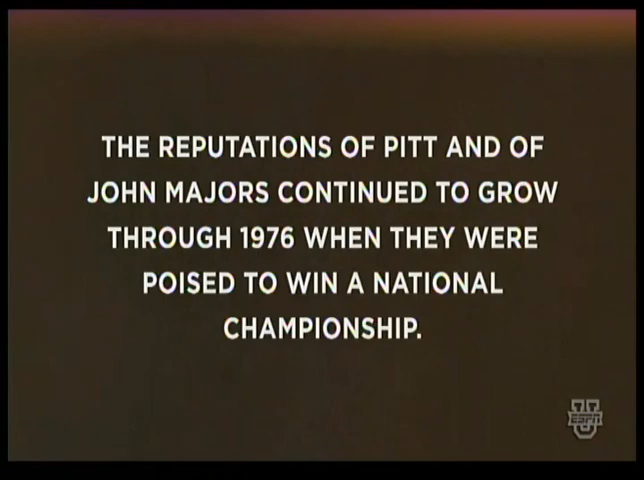 THE REPUTATIONS OF PITT AND OF
JOHN MAJORS CONTINUED TO GROW
THROUGH 1976 WHEN THEY WERE
POISED TO WIN A NATIONAL
CHAMPIONSHIP.
ESPN
U